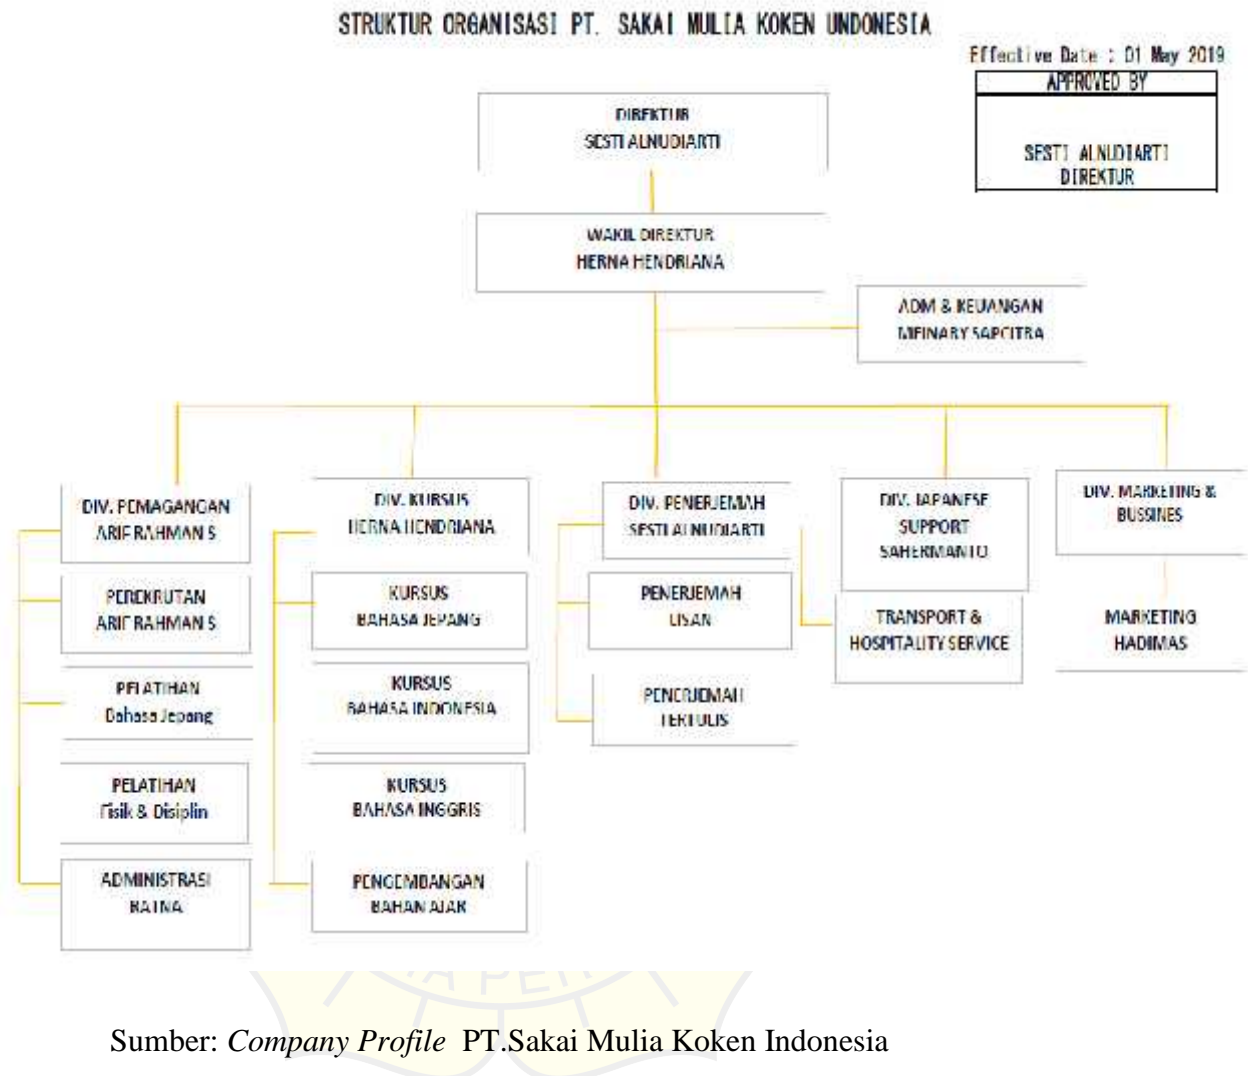 STRUKTUR ORGANISASI PT. SAKAI MULIA KOKEN UNDONESIA
Effective Date : 01 May 2019
APPROVED BY
SESTI ALNUDIARTI
DIREKTUR
DIREKTUR
SESTI ALNUDIARTI
WAKIL DIREKTUR
HERNA HENDRIANA
ADM & KEUANGAN
MEINARY SAPCITRA
DIV. PEMAGANGAN
ARIF RAHMAN S
PEREKRUTAN
ARIF RAHMAN S
PELATIHAN
Bahasa Jepang
PELATIHAN
Fisik & Disiplin
ADMINISTRASI
RATNA
DIV. KURSUS
HERNA HENDRIANA
KURSUS
BAHASA JEPANG
KURSUS
BAHASA INDONESIA
KURSUS
BAHASA INGGRIS
PENGEMBANGAN
BAHAN AJAR
DIV. PENERJEMAH
SESTI ALNUDIARTI
PENERJEMAH
LISAN
PENERJEMAH
TERTULIS
DIV. JAPANESE
SUPPORT
SAHERMANTO
TRANSPORT &
HOSPITALITY SERVICE
DIV. MARKETING &
BUSSINES
MARKETING
HADIMAS
Sumber: Company Profile PT.Sakai Mulia Koken Indonesia